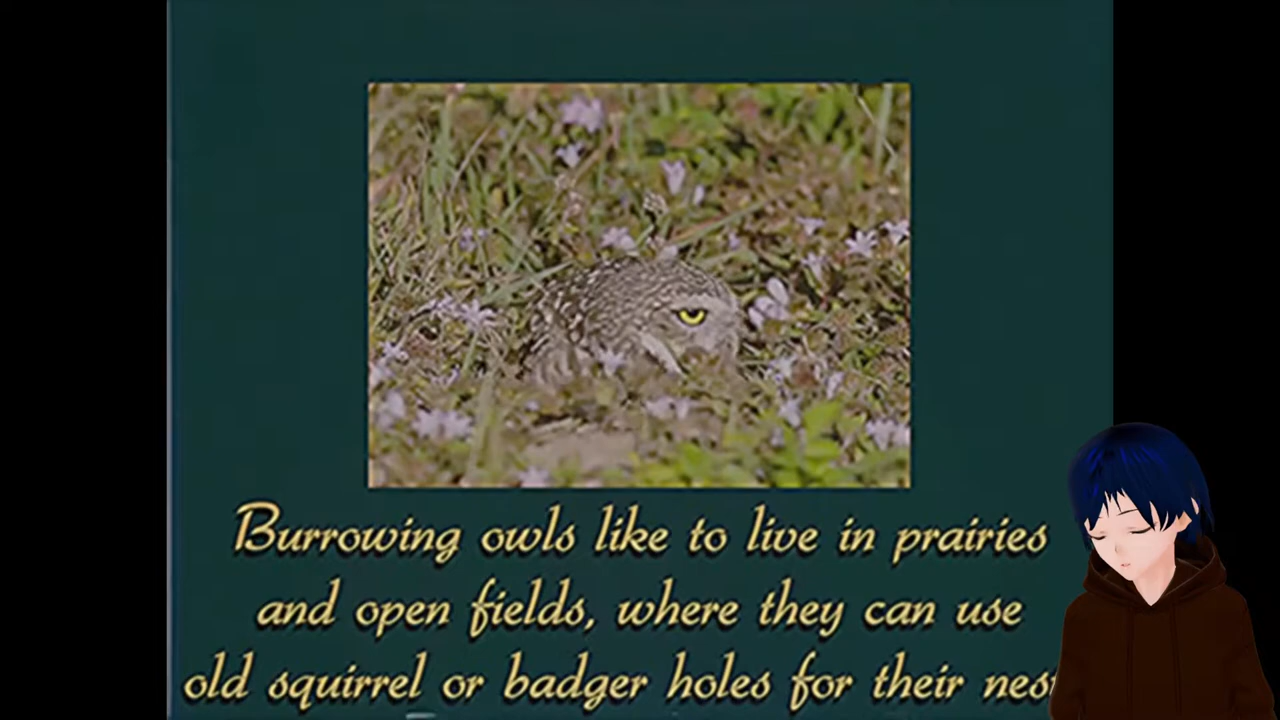 Burrowing owls like to live in prairies
and open fields, where they can use
old squirrel or badger holes for their